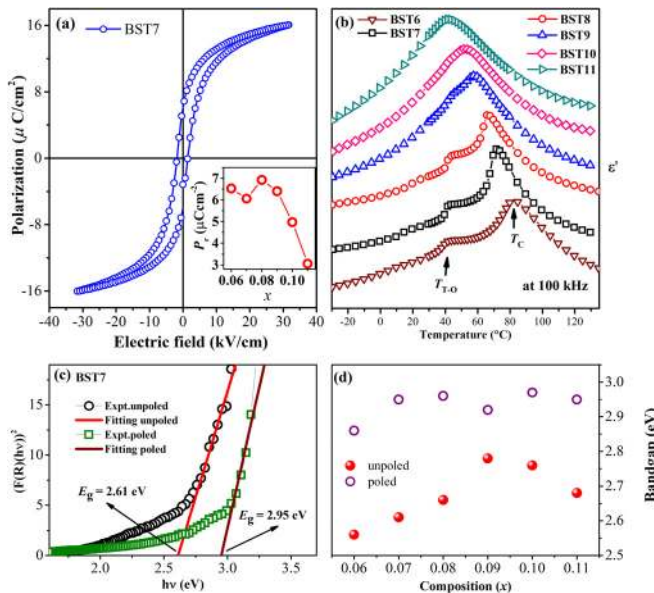 (a)
BST7
Polarization (μ C/cm²)
16
8
0
-8
-16
-40 -30 -20 -10 0 10 20 30 40
Electric field (kV/cm)
Pr (μCcm⁻²)
7
6
5
4
3
0.06 0.08 0.10
x
(b)
BST6
BST7
BST8
BST9
BST10
BST11
ε'
TT-O
TC
at 100 kHz
-20 0 20 40 60 80 100 120
Temperature (°C)
(c)
BST7
Expt.unpoled
Fitting unpoled
Expt.poled
Fitting poled
(F(R)(hν))²
15
10
5
0
Eg = 2.61 eV
Eg = 2.95 eV
2.0 2.5 3.0 3.5
hν (eV)
(d)
unpoled
poled
3.0
2.9
2.8
2.7
2.6
2.5
Bandgap (eV)
0.06 0.07 0.08 0.09 0.10 0.11
Composition (x)